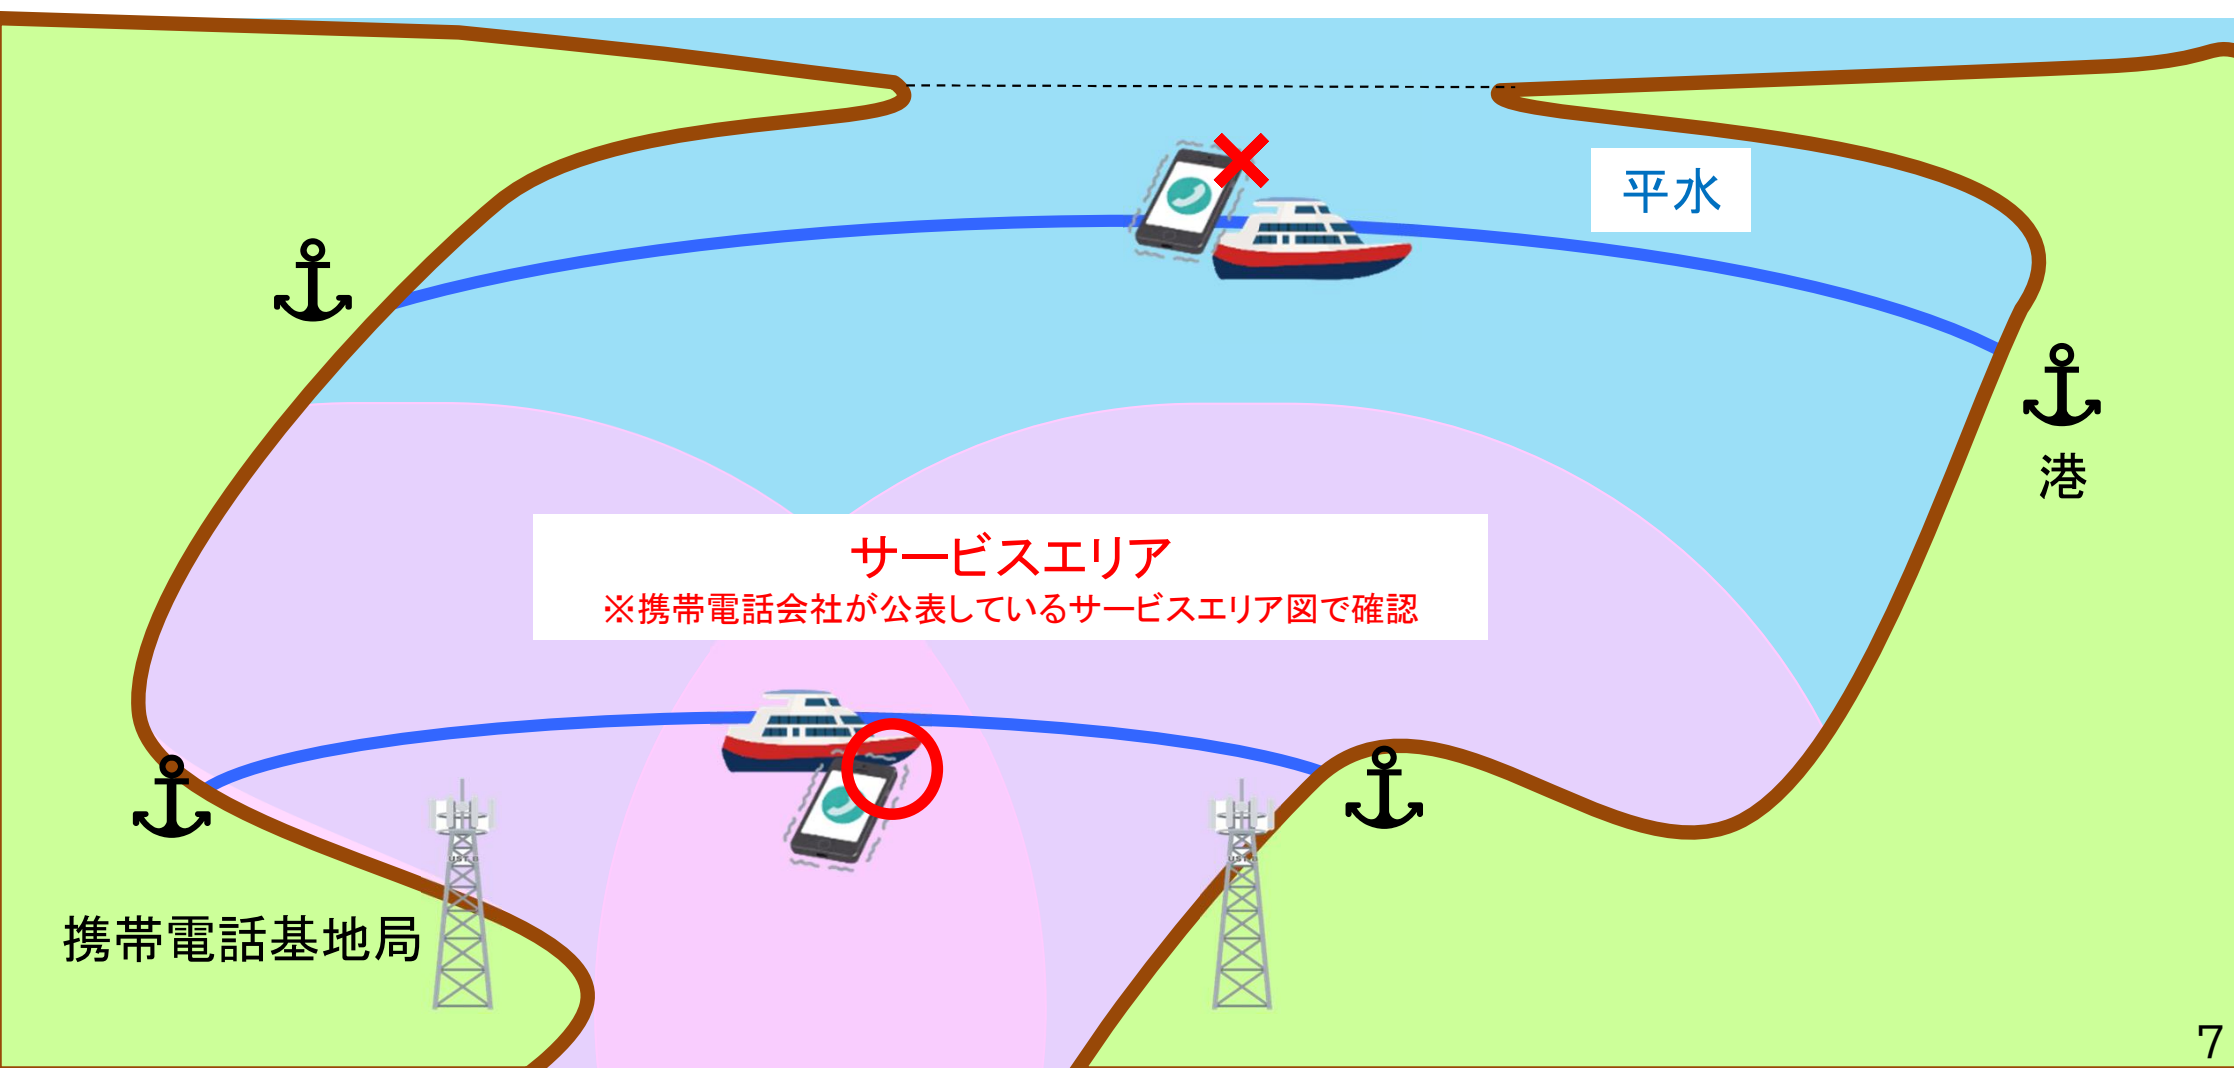 平水
港
サービスエリア
※携帯電話会社が公表しているサービスエリア図で確認
携帯電話基地局
7